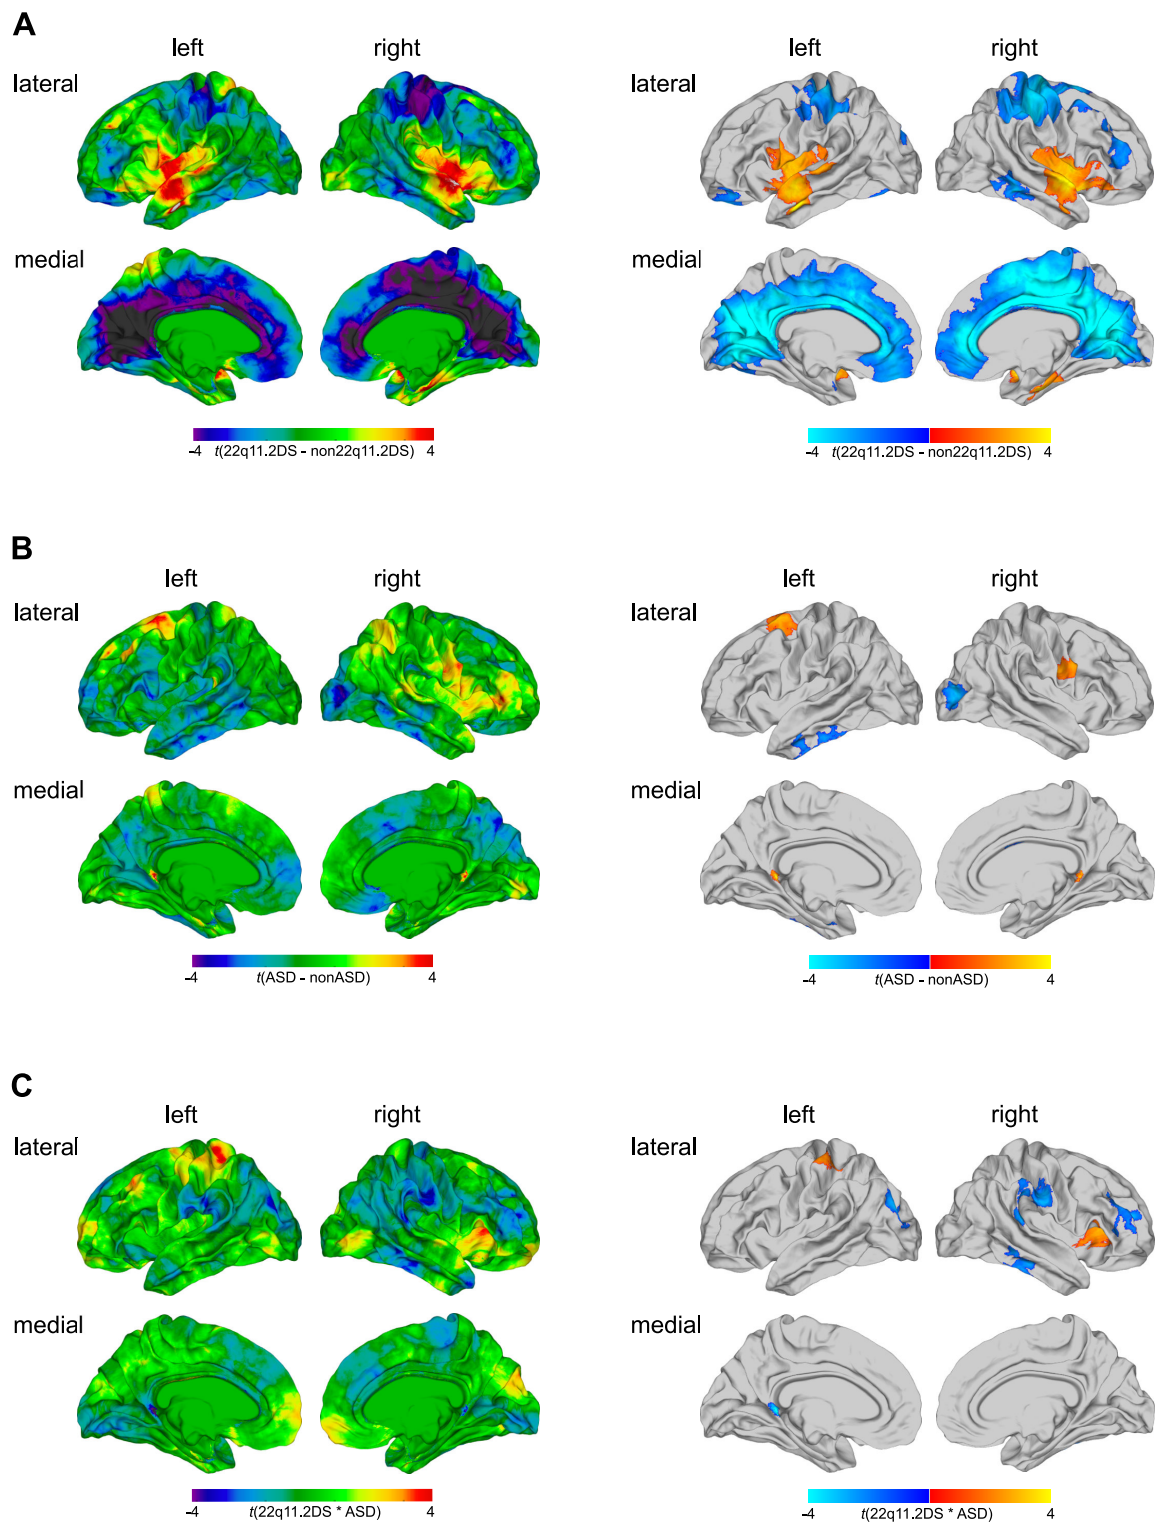 A
left right left right
lateral lateral
medial medial
-4 t(22q11.2DS - non22q11.2DS) 4 -4 t(22q11.2DS - non22q11.2DS) 4
B
left right left right
lateral lateral
medial medial
-4 t(ASD - nonASD) 4 -4 t(ASD - nonASD) 4
C
left right left right
lateral lateral
medial medial
-4 t(22q11.2DS * ASD) 4 -4 t(22q11.2DS * ASD) 4